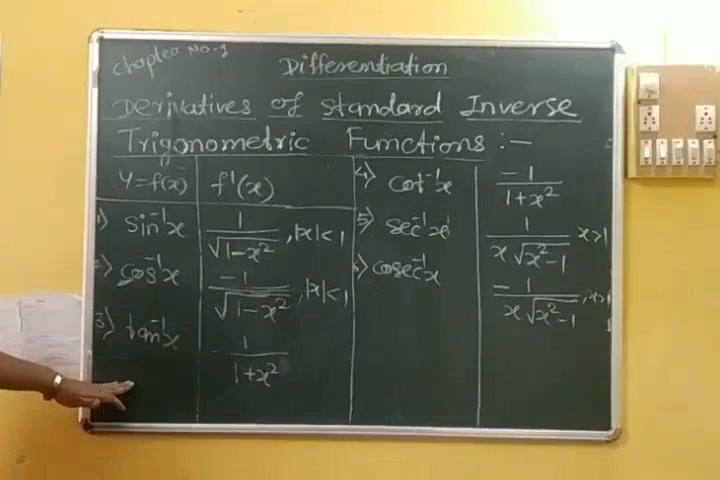 Chapter No-1
Differentiation
Derivatives of standard Inverse
Trigonometric Functions :-
y=f(x) f'(x)
1) sin⁻¹x 1/√(1-x²) , |x|<1
2) cos⁻¹x -1/√(1-x²) , |x|<1
3) tan⁻¹x 1/(1+x²)
4) cot⁻¹x -1/(1+x²)
5) sec⁻¹x 1/(x√(x²-1)) x>1
6) cosec⁻¹x -1/(x√(x²-1)) , x>1